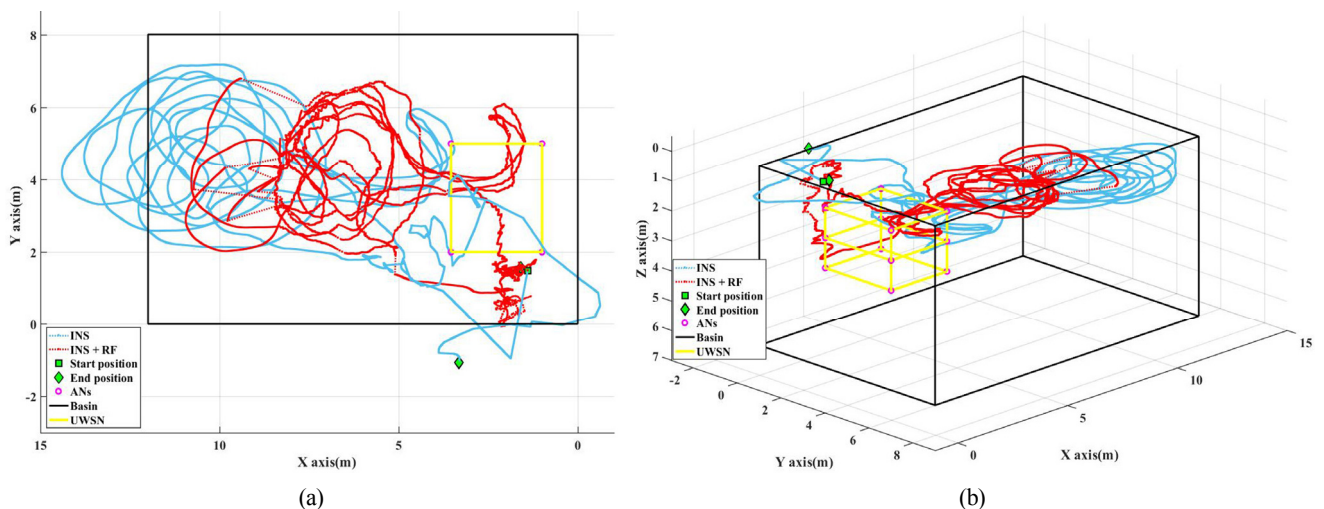 8
6
4
2
0
-2
Y axis(m)
15
10
5
0
X axis(m)
INS
INS + RF
Start position
End position
ANs
Basin
UWSN
(a)
0
1
2
3
4
5
6
7
Z axis(m)
INS
INS + RF
Start position
End position
ANs
Basin
UWSN
-2
0
2
4
6
8
Y axis(m)
0
5
10
15
X axis(m)
(b)